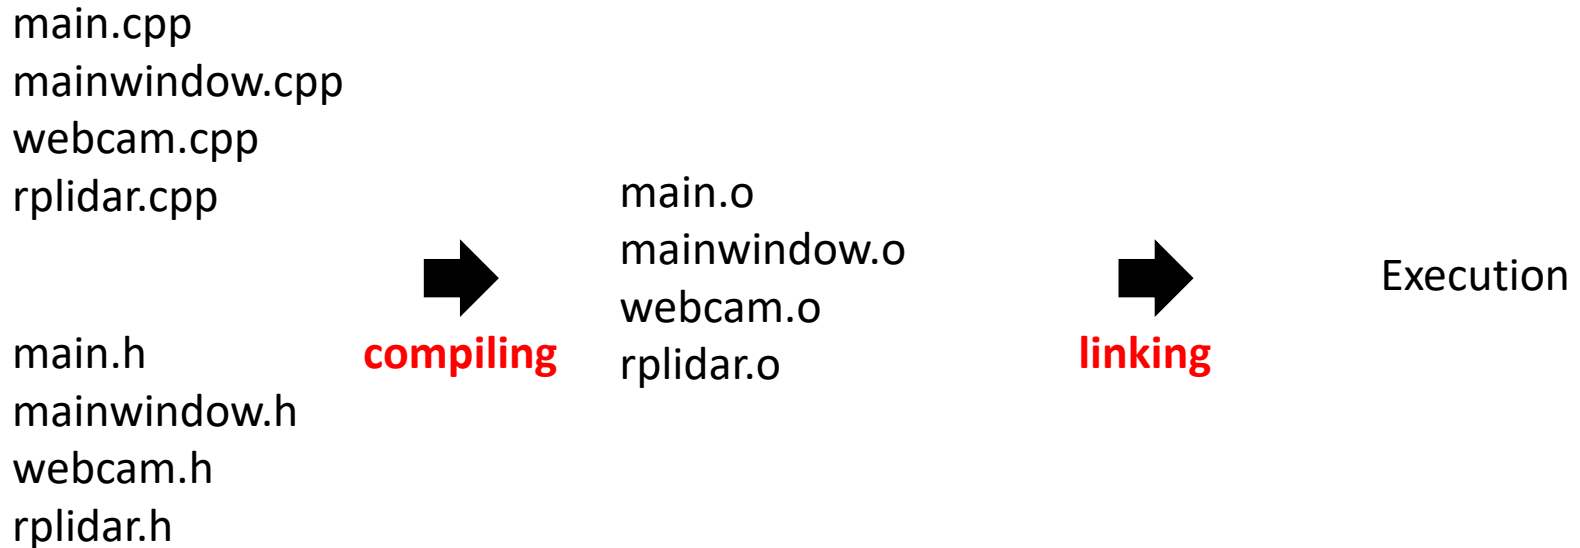 main.cpp
mainwindow.cpp
webcam.cpp
rplidar.cpp
main.h
mainwindow.h
webcam.h
rplidar.h
compiling
main.o
mainwindow.o
webcam.o
rplidar.o
linking
Execution